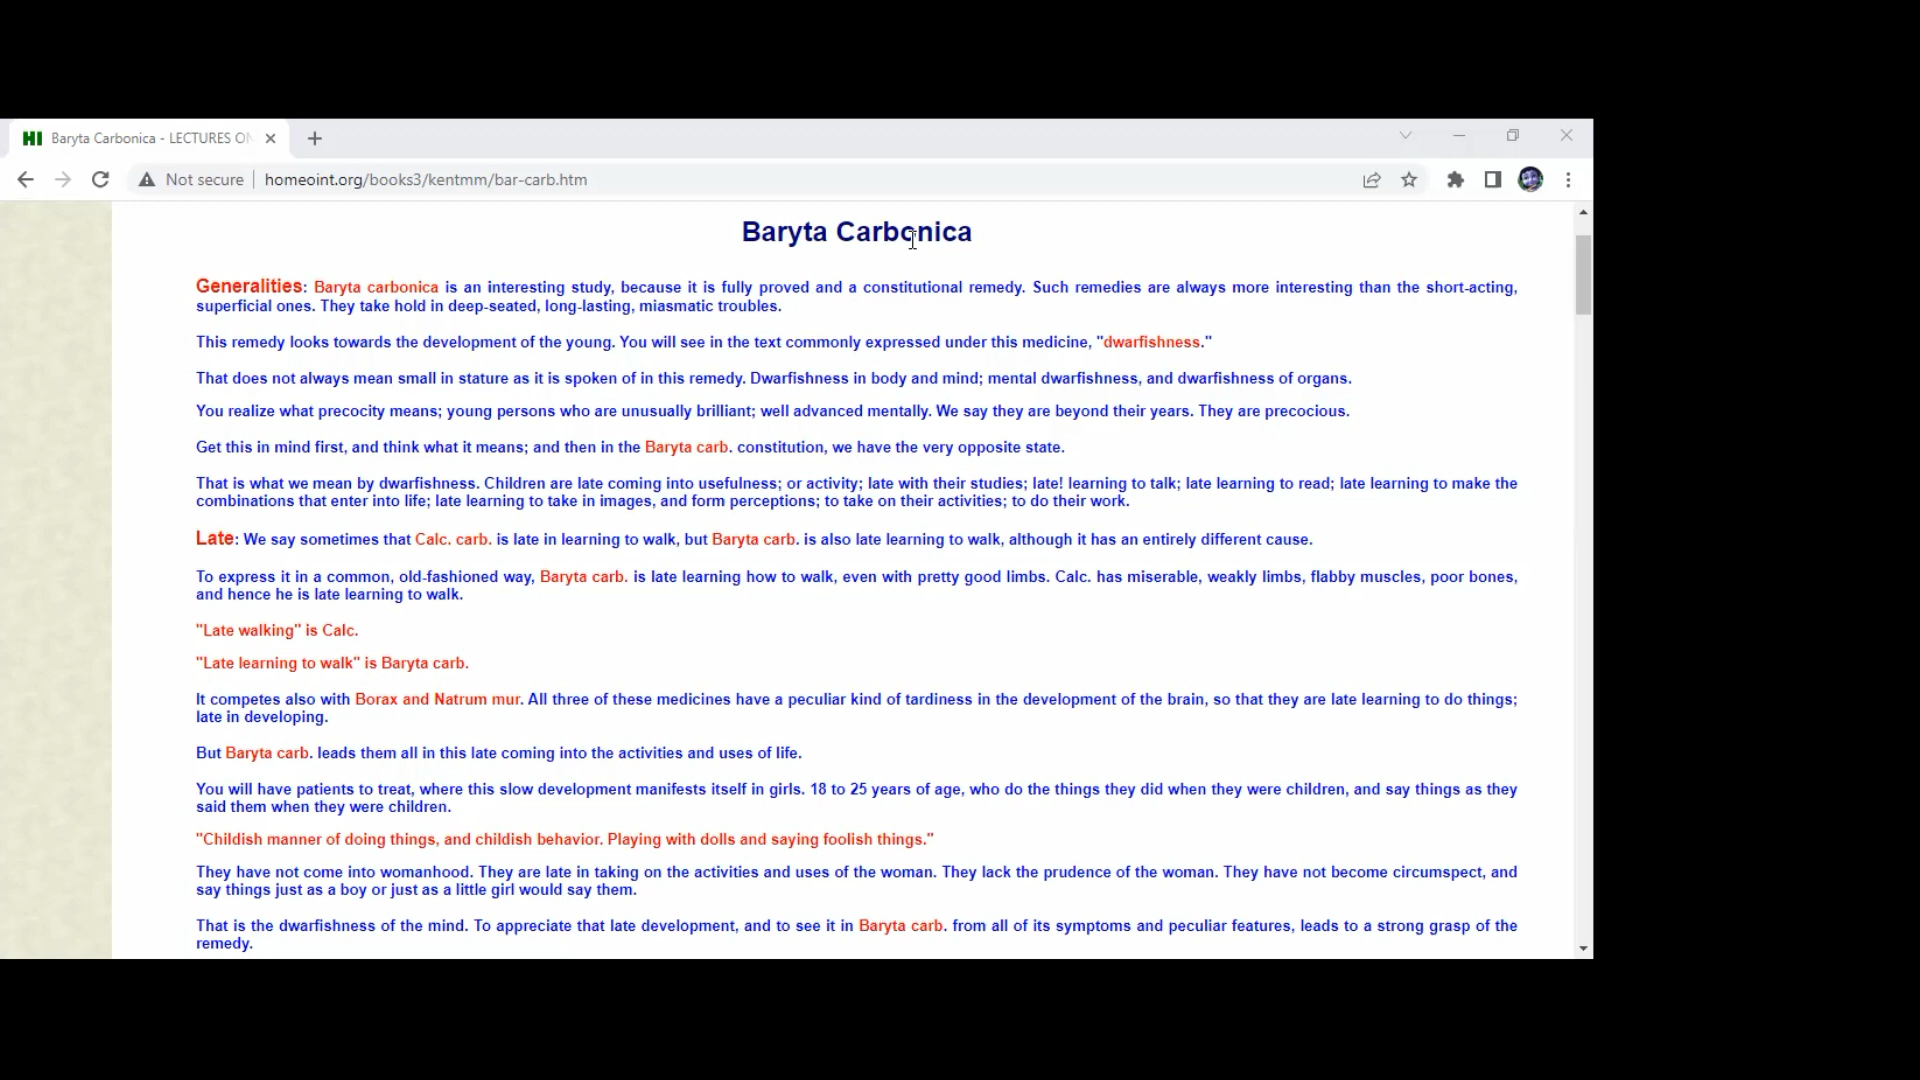 HI Baryta Carbonica - LECTURES ON
Not secure homeoint.org/books3/kentmm/bar-carb.htm
Baryta Carbonica
Generalities: Baryta carbonica is an interesting study, because it is fully proved and a constitutional remedy. Such remedies are always more interesting than the short-acting,
superficial ones. They take hold in deep-seated, long-lasting, miasmatic troubles.
This remedy looks towards the development of the young. You will see in the text commonly expressed under this medicine, "dwarfishness."
That does not always mean small in stature as it is spoken of in this remedy. Dwarfishness in body and mind; mental dwarfishness, and dwarfishness of organs.
You realize what precocity means; young persons who are unusually brilliant; well advanced mentally. We say they are beyond their years. They are precocious.
Get this in mind first, and think what it means; and then in the Baryta carb. constitution, we have the very opposite state.
That is what we mean by dwarfishness. Children are late coming into usefulness; or activity; late with their studies; late! learning to talk; late learning to read; late learning to make the
combinations that enter into life; late learning to take in images, and form perceptions; to take on their activities; to do their work.
Late: We say sometimes that Calc. carb. is late in learning to walk, but Baryta carb. is also late learning to walk, although it has an entirely different cause.
To express it in a common, old-fashioned way, Baryta carb. is late learning how to walk, even with pretty good limbs. Calc. has miserable, weakly limbs, flabby muscles, poor bones,
and hence he is late learning to walk.
"Late walking" is Calc.
"Late learning to walk" is Baryta carb.
It competes also with Borax and Natrum mur. All three of these medicines have a peculiar kind of tardiness in the development of the brain, so that they are late learning to do things;
late in developing.
But Baryta carb. leads them all in this late coming into the activities and uses of life.
You will have patients to treat, where this slow development manifests itself in girls. 18 to 25 years of age, who do the things they did when they were children, and say things as they
said them when they were children.
"Childish manner of doing things, and childish behavior. Playing with dolls and saying foolish things."
They have not come into womanhood. They are late in taking on the activities and uses of the woman. They lack the prudence of the woman. They have not become circumspect, and
say things just as a boy or just as a little girl would say them.
That is the dwarfishness of the mind. To appreciate that late development, and to see it in Baryta carb. from all of its symptoms and peculiar features, leads to a strong grasp of the
remedy.